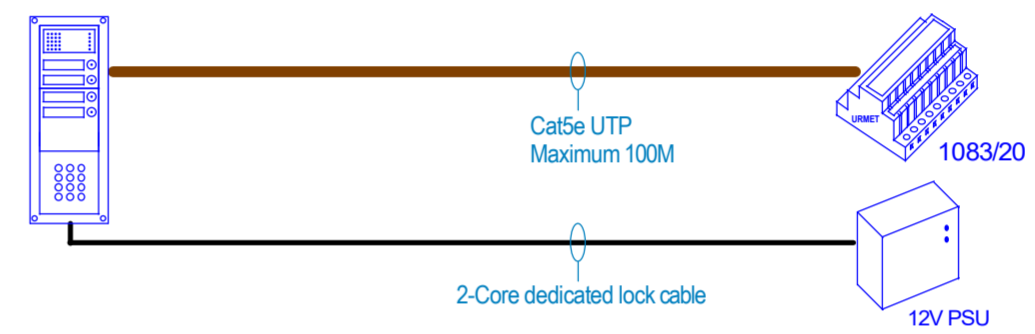 Cat5e UTP
Maximum 100M
URMET
1083/20
2-Core dedicated lock cable
12V PSU